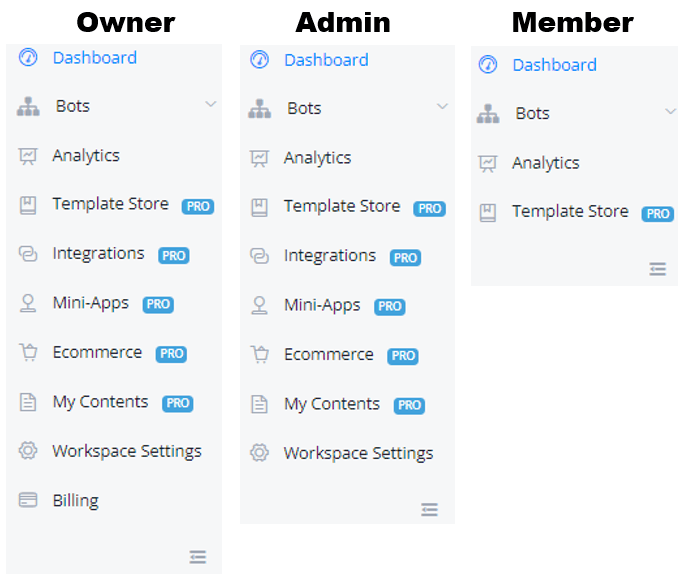 Owner
Dashboard
Bots
Analytics
Template Store PRO
Integrations PRO
Mini-Apps PRO
Ecommerce PRO
My Contents PRO
Workspace Settings
Billing
Admin
Dashboard
Bots
Analytics
Template Store PRO
Integrations PRO
Mini-Apps PRO
Ecommerce PRO
My Contents PRO
Workspace Settings
Member
Dashboard
Bots
Analytics
Template Store PRO